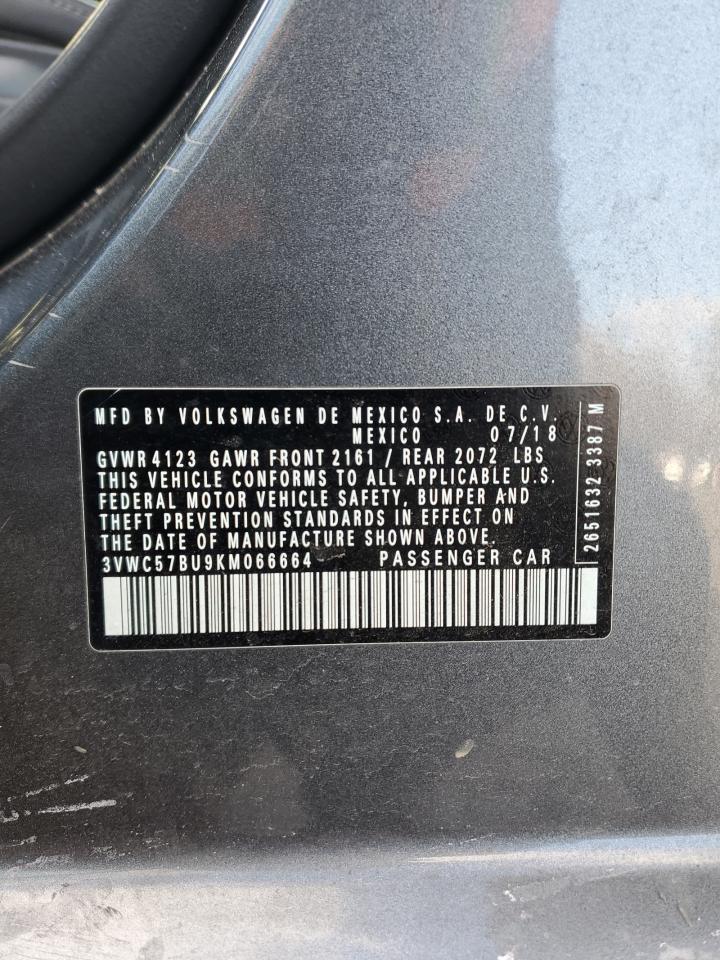 MFD BY VOLKSWAGEN DE MEXICO S.A. DE C.V.
MEXICO 07/18
GVWR 4123 GAWR FRONT 2161 / REAR 2072 LBS
THIS VEHICLE CONFORMS TO ALL APPLICABLE U.S.
FEDERAL MOTOR VEHICLE SAFETY, BUMPER AND
THEFT PREVENTION STANDARDS IN EFFECT ON
THE DATE OF MANUFACTURE SHOWN ABOVE.
3VWC57BU9KM066664 PASSENGER CAR
2651632 3387 M